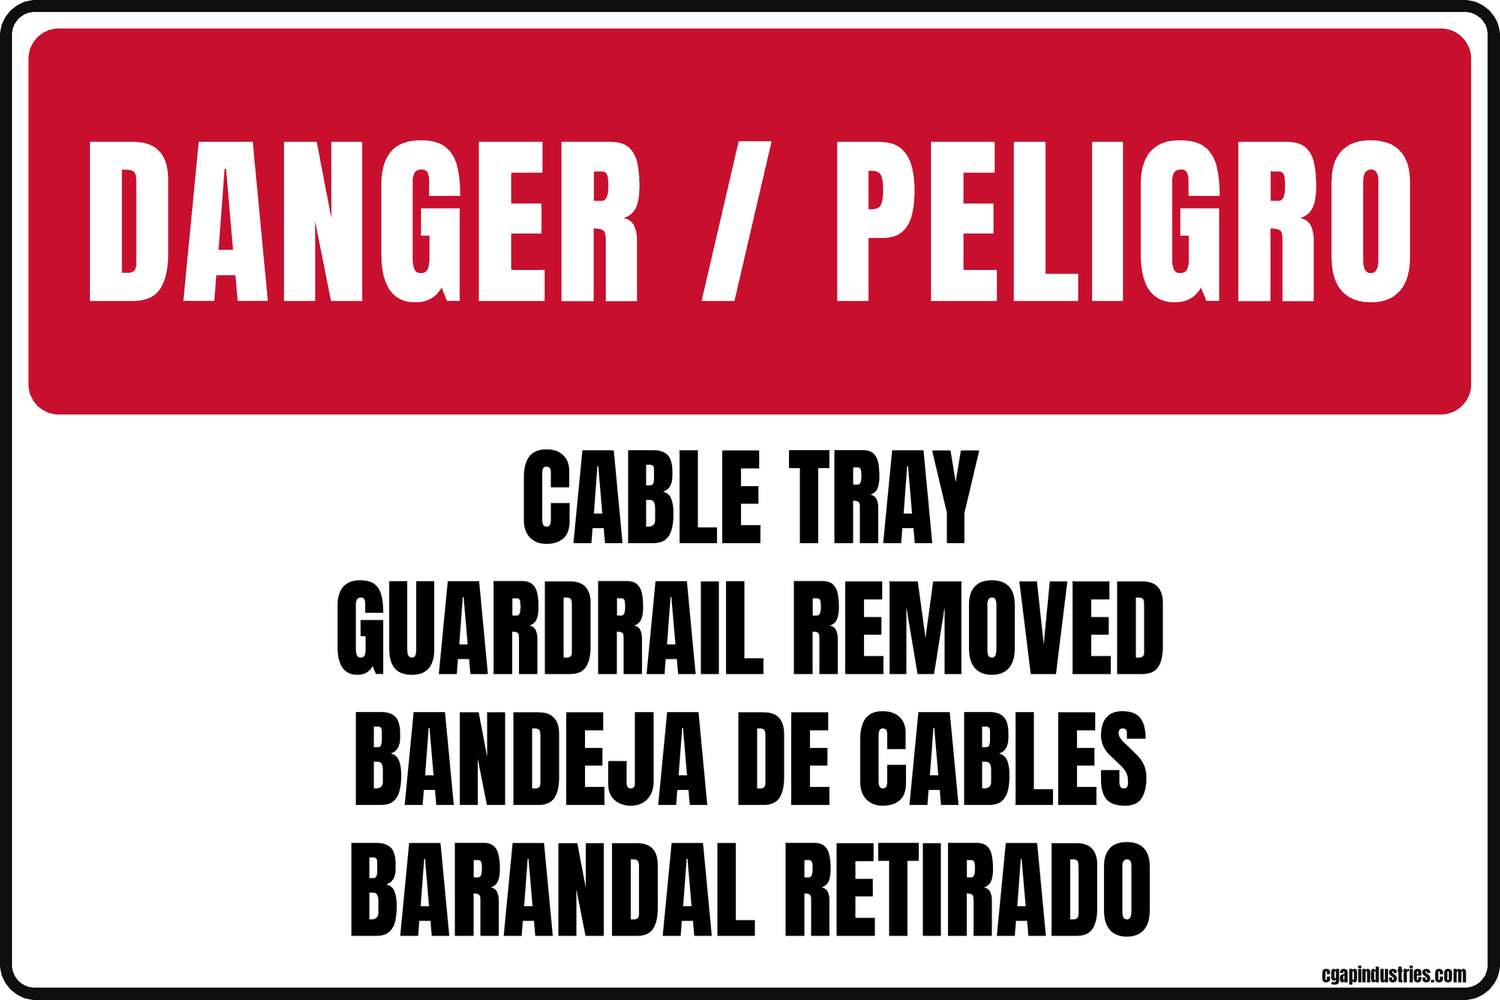 DANGER / PELIGRO
CABLE TRAY
GUARDRAIL REMOVED
BANDEJA DE CABLES
BARANDAL RETIRADO
cgapindustries.com